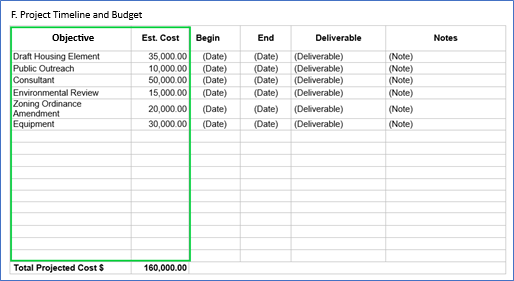 F. Project Timeline and Budget
Objective Est. Cost Begin End Deliverable Notes
Draft Housing Element 35,000.00 (Date) (Date) (Deliverable) (Note)
Public Outreach 10,000.00 (Date) (Date) (Deliverable) (Note)
Consultant 50,000.00 (Date) (Date) (Deliverable) (Note)
Environmental Review 15,000.00 (Date) (Date) (Deliverable) (Note)
Zoning Ordinance
Amendment 20,000.00 (Date) (Date) (Deliverable) (Note)
Equipment 30,000.00 (Date) (Date) (Deliverable) (Note)
Total Projected Cost $ 160,000.00